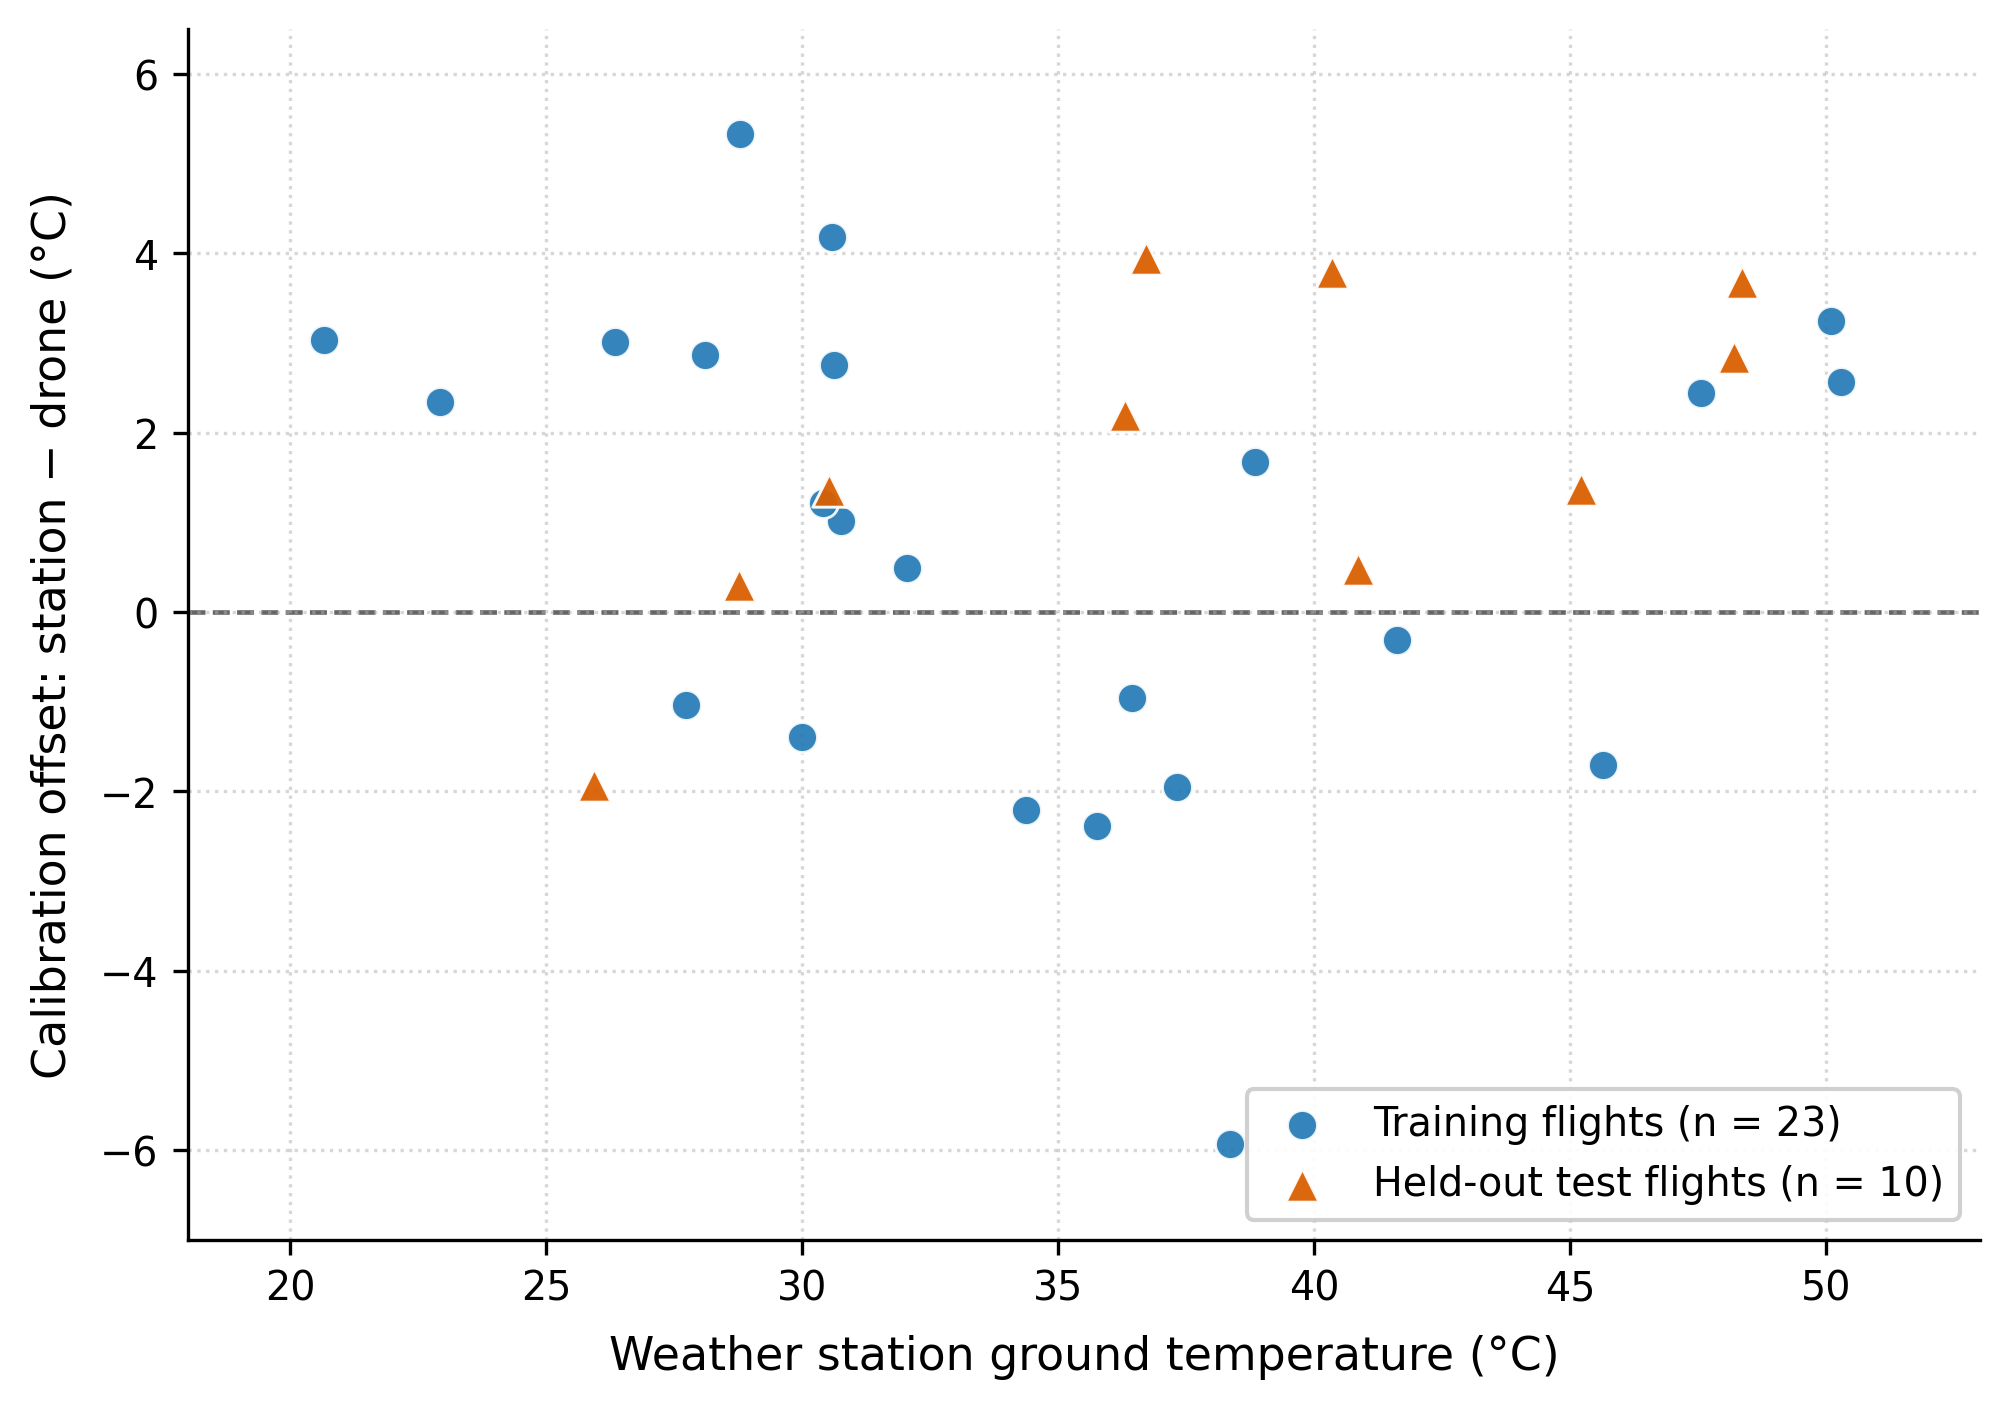 Calibration offset: station − drone (°C)
6
4
2
0
−2
−4
−6
20 25 30 35 40 45 50
Weather station ground temperature (°C)
Training flights (n = 23)
Held-out test flights (n = 10)